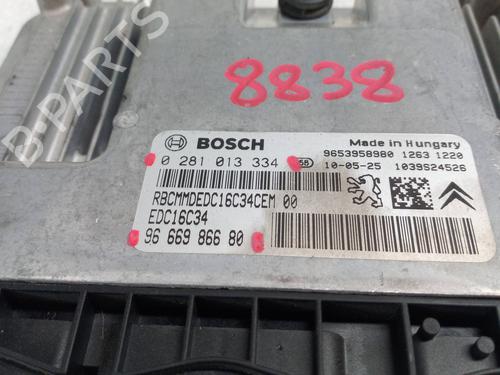 B-PARTS
8838
BOSCH
Made in Hungary
0 281 013 334
9653958980 1263 1220
10-05-25 1039S24526
RBCMMDEDC16C34CEM 00
EDC16C34
96 669 866 80